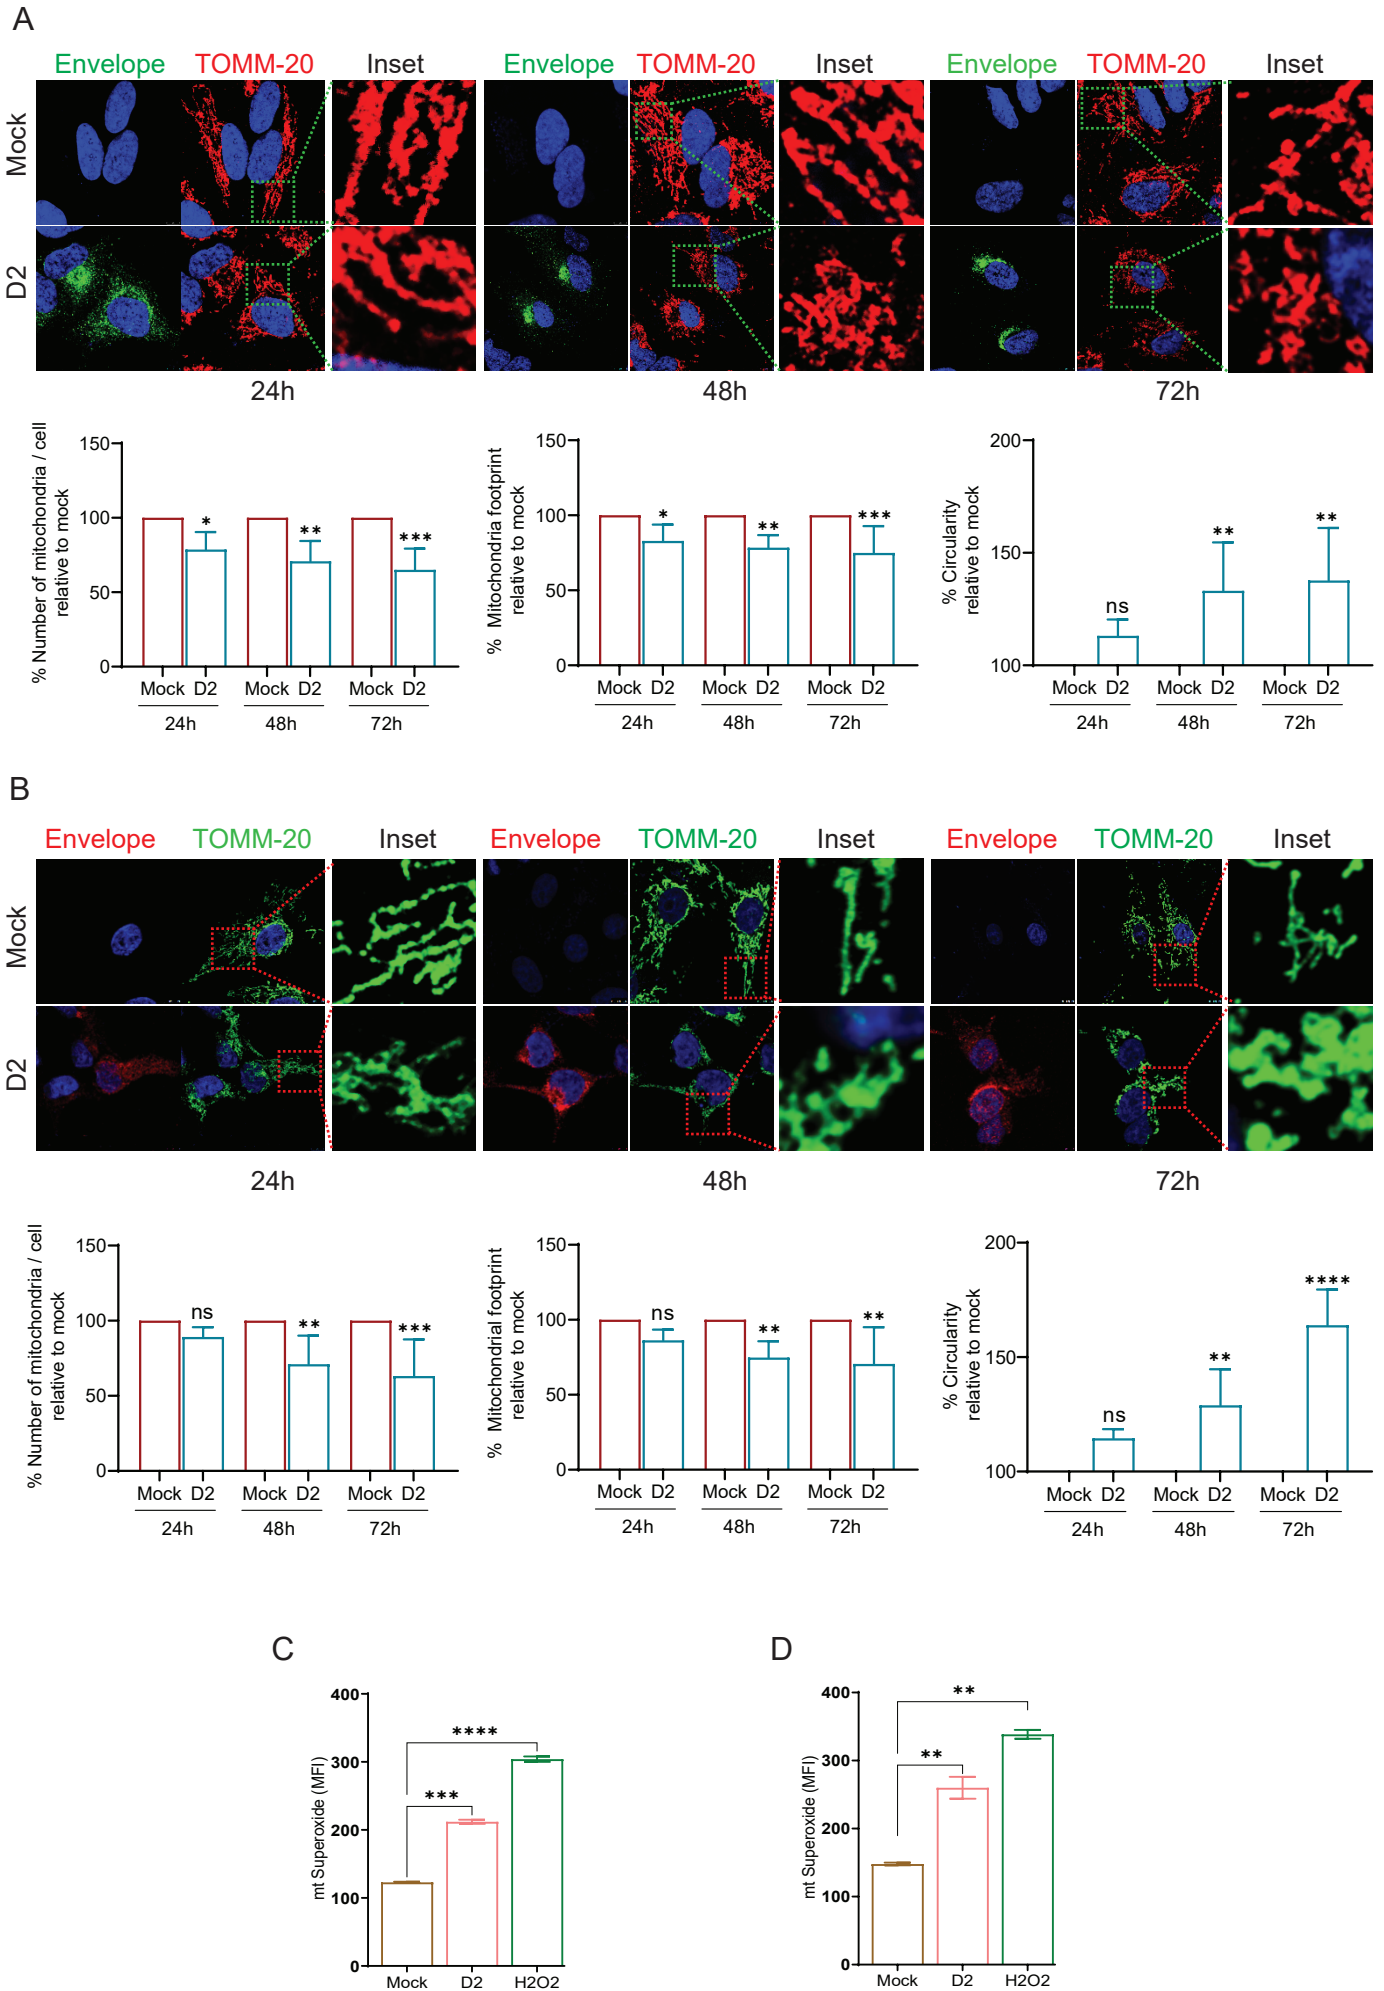 A
Envelope TOMM-20 Inset Envelope TOMM-20 Inset Envelope TOMM-20 Inset
Mock
D2
24h 48h 72h
% Number of mitochondria / cell
relative to mock
150
100
50
0
* ** ***
Mock D2 Mock D2 Mock D2
24h 48h 72h
% Mitochondria footprint
relative to mock
150
100
50
0
* ** ***
Mock D2 Mock D2 Mock D2
24h 48h 72h
% Circularity
relative to mock
200
150
100
ns ** **
Mock D2 Mock D2 Mock D2
24h 48h 72h
B
Envelope TOMM-20 Inset Envelope TOMM-20 Inset Envelope TOMM-20 Inset
Mock
D2
24h 48h 72h
% Number of mitochondria / cell
relative to mock
150
100
50
0
ns ** ***
Mock D2 Mock D2 Mock D2
24h 48h 72h
% Mitochondrial footprint
relative to mock
150
100
50
0
ns ** **
Mock D2 Mock D2 Mock D2
24h 48h 72h
% Circularity
relative to mock
200
150
100
ns ** ****
Mock D2 Mock D2 Mock D2
24h 48h 72h
C
mt Superoxide (MFI)
400
300
200
100
0
****
***
Mock D2 H2O2
D
mt Superoxide (MFI)
400
300
200
100
0
**
**
Mock D2 H2O2